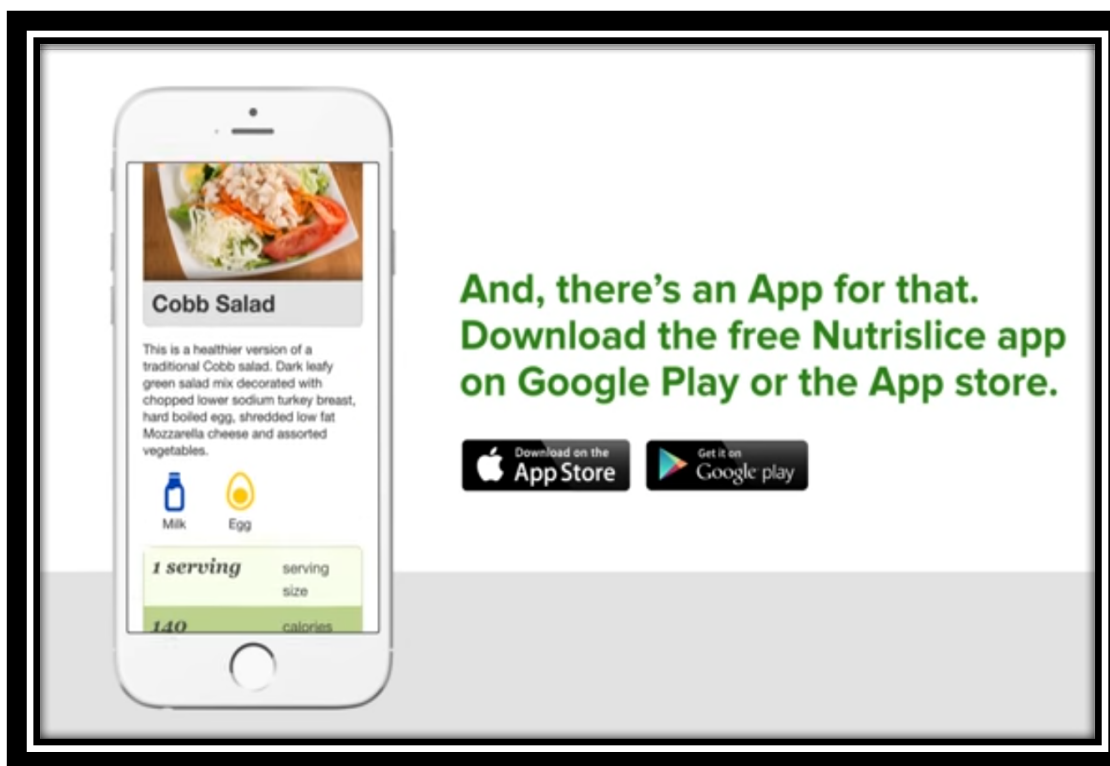 Cobb Salad
This is a healthier version of a
traditional Cobb salad. Dark leafy
green salad mix decorated with
chopped lower sodium turkey breast,
hard boiled egg, shredded low fat
Mozzarella cheese and assorted
vegetables.
Milk Egg
1 serving serving
size
140 calories
And, there's an App for that.
Download the free Nutrislice app
on Google Play or the App store.
Download on the
App Store
Get it on
Google play